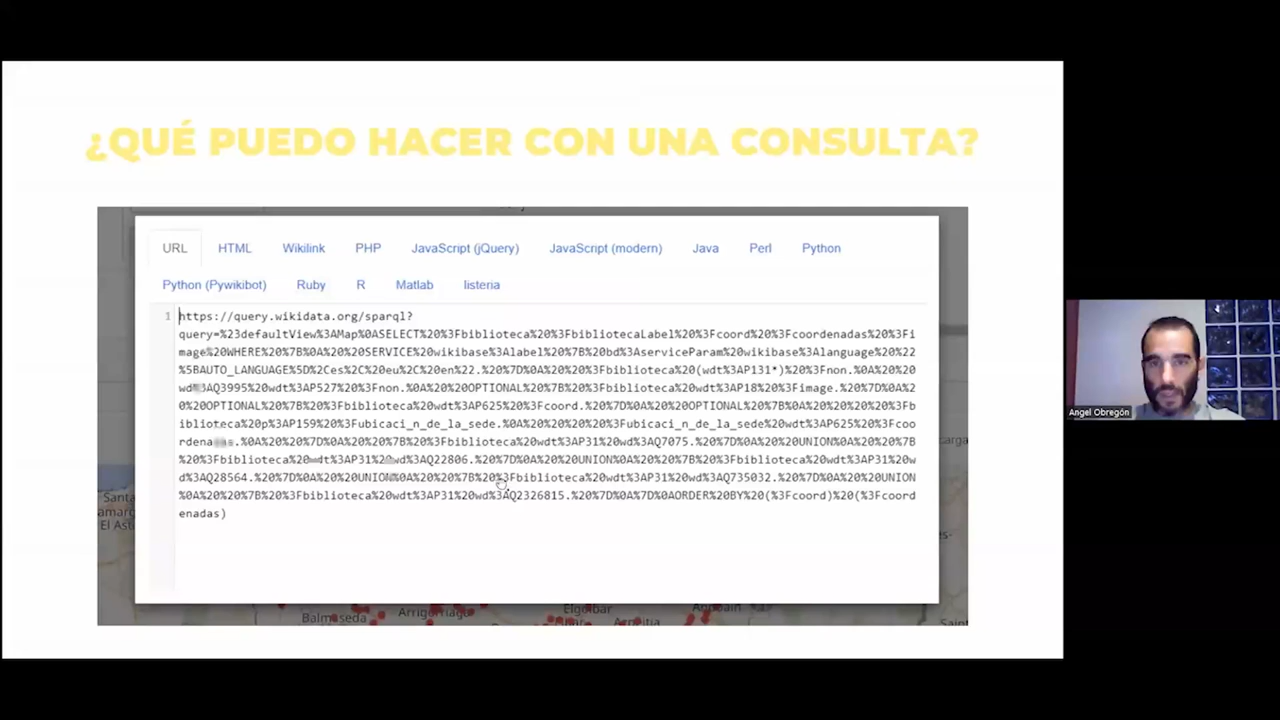 ¿QUÉ PUEDO HACER CON UNA CONSULTA?
URL HTML Wikilink PHP JavaScript (jQuery) JavaScript (modern) Java Perl Python
Python (Pywikibot) Ruby R Matlab listeria
1 https://query.wikidata.org/sparql?
query=%23defaultView%3AMap%0ASELECT%20%3Fbiblioteca%20%3FbibliotecaLabel%20%3Fcoord%20%3Fcoordenadas%20%3Fi
mage%20WHERE%20%7B%0A%20%20SERVICE%20wikibase%3Alabel%20%7B%20bd%3AserviceParam%20wikibase%3Alanguage%20%22
%5BAUTO_LANGUAGE%5D%2Ces%2C%20eu%2C%20en%22.%20%7D%0A%20%20%3Fbiblioteca%20(wdt%3AP131*)%20%3Fnon.%0A%20%20
wd%3AQ3995%20wdt%3AP527%20%3Fnon.%0A%20%20OPTIONAL%20%7B%20%3Fbiblioteca%20wdt%3AP18%20%3Fimage.%20%7D%0A%2
0%20OPTIONAL%20%7B%20%3Fbiblioteca%20wdt%3AP625%20%3Fcoord.%20%7D%0A%20%20OPTIONAL%20%7B%0A%20%20%20%20%3Fb
iblioteca%20p%3AP159%20%3Fubicaci_n_de_la_sede.%0A%20%20%20%20%3Fubicaci_n_de_la_sede%20wdt%3AP625%20%3Fcoo
rdenadas.%0A%20%20%7D%0A%20%20%7B%20%3Fbiblioteca%20wdt%3AP31%20wd%3AQ7075.%20%7D%0A%20%20UNION%0A%20%20%7B
%20%3Fbiblioteca%20wdt%3AP31%20wd%3AQ22806.%20%7D%0A%20%20UNION%0A%20%20%7B%20%3Fbiblioteca%20wdt%3AP31%20w
d%3AQ28564.%20%7D%0A%20%20UNION%0A%20%20%7B%20%3Fbiblioteca%20wdt%3AP31%20wd%3AQ735032.%20%7D%0A%20%20UNION
%0A%20%20%7B%20%3Fbiblioteca%20wdt%3AP31%20wd%3AQ2326815.%20%7D%0A%7D%0AORDER%20BY%20(%3Fcoord)%20(%3Fcoord
enadas)
Angel Obregón
Santa
amarg
El Asti
Balmaseda
Arrigorriaga
Elgoibar
Azpeitia
Andoain
Saint